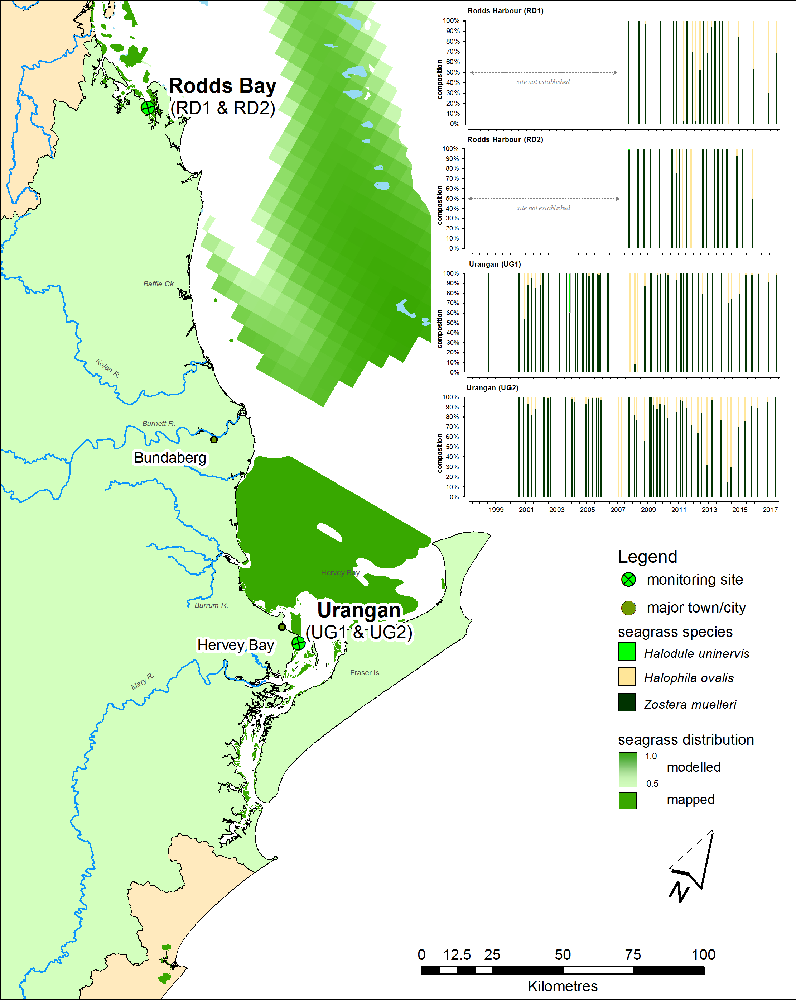 Rodds Harbour (RD1)
100%
90%
80%
70%
60%
50%
40%
30%
20%
10%
0%
composition
site not established
Rodds Harbour (RD2)
100%
90%
80%
70%
60%
50%
40%
30%
20%
10%
0%
composition
site not established
Urangan (UG1)
100%
90%
80%
70%
60%
50%
40%
30%
20%
10%
0%
composition
Urangan (UG2)
100%
90%
80%
70%
60%
50%
40%
30%
20%
10%
0%
composition
1999 2001 2003 2005 2007 2009 2011 2013 2015 2017
Rodds Bay
(RD1 & RD2)
Baffle Ck.
Kolan R.
Burnett R.
Bundaberg
Hervey Bay
Burrum R.
Urangan
(UG1 & UG2)
Hervey Bay
Fraser Is.
Mary R.
Legend
monitoring site
major town/city
seagrass species
Halodule uninervis
Halophila ovalis
Zostera muelleri
seagrass distribution
1.0
modelled
0.5
mapped
N
0 12.5 25 50 75 100
Kilometres